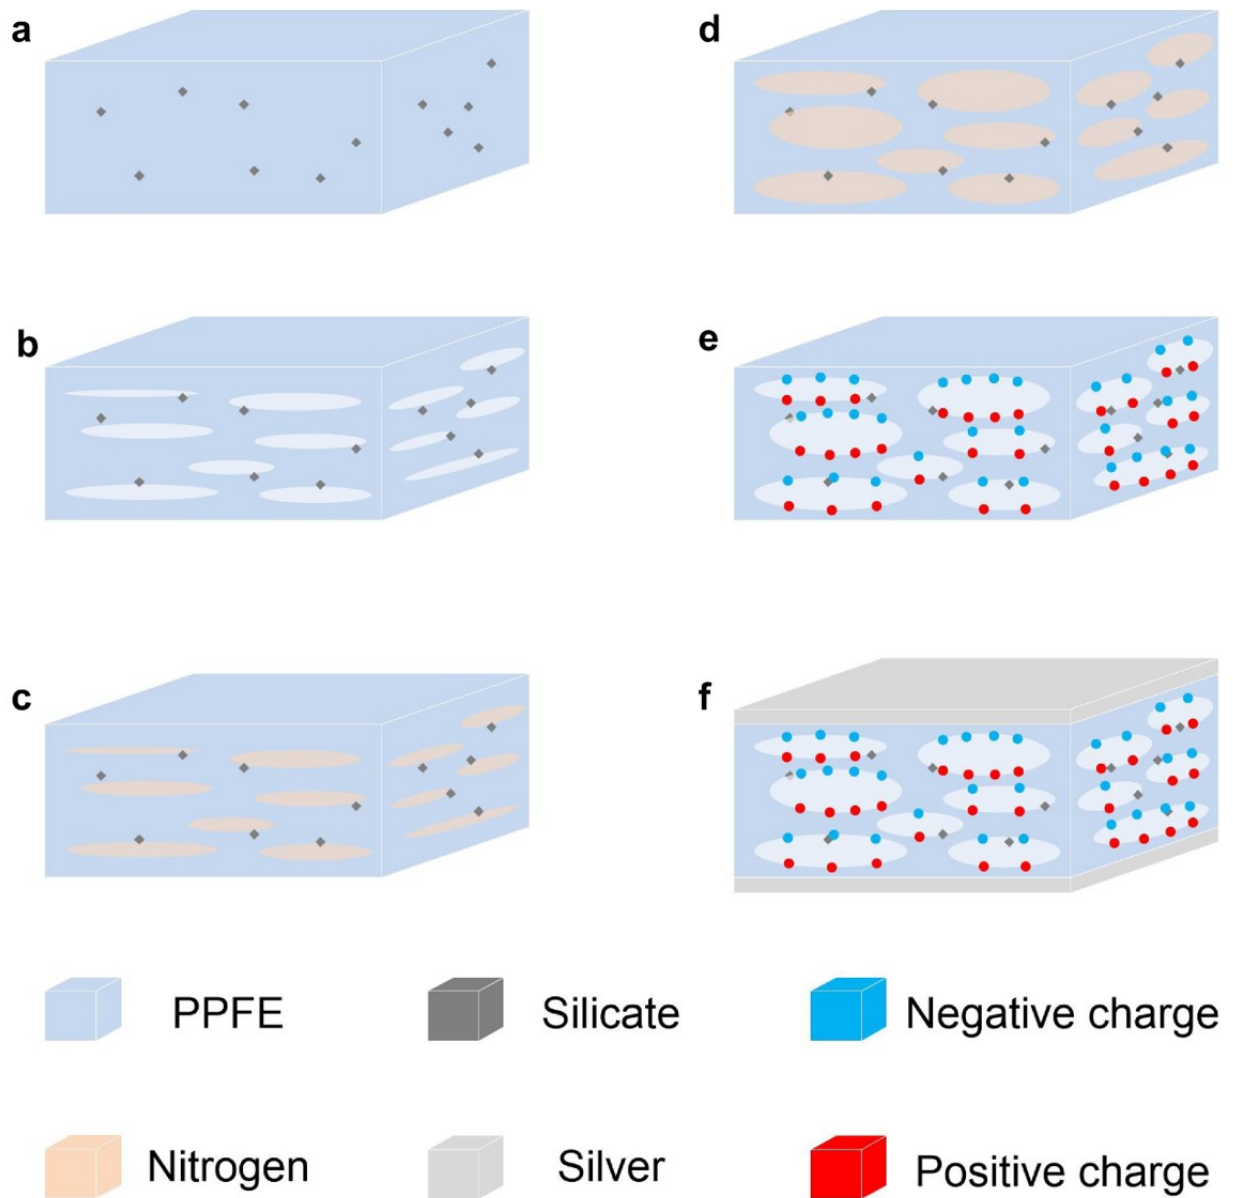 a
d
b
e
c
f
PPFE
Silicate
Negative charge
Nitrogen
Silver
Positive charge